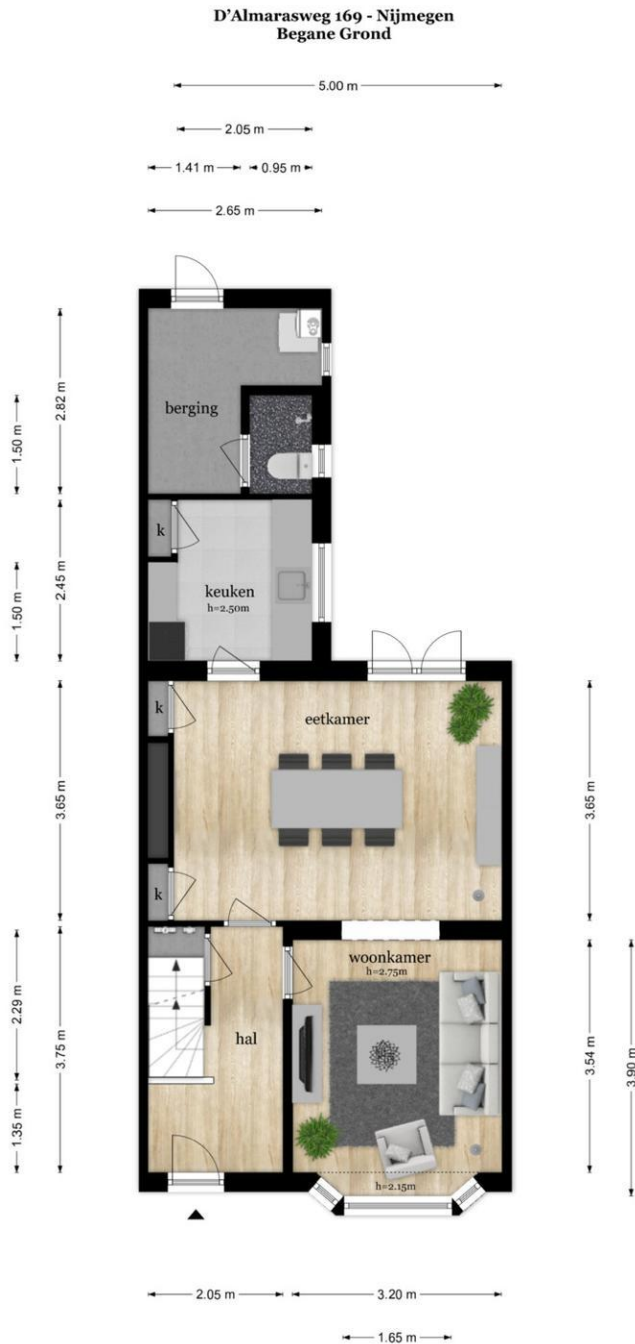 D'Almarasweg 169 - Nijmegen
Begane Grond
5.00 m
2.05 m
1.41 m
0.95 m
2.65 m
2.82 m
1.50 m
berging
k
2.45 m
1.50 m
keuken
h=2.50m
k
eetkamer
3.65 m
3.65 m
k
woonkamer
h=2.75m
2.29 m
3.75 m
hal
3.54 m
3.90 m
1.35 m
h=2.15m
2.05 m
3.20 m
1.65 m